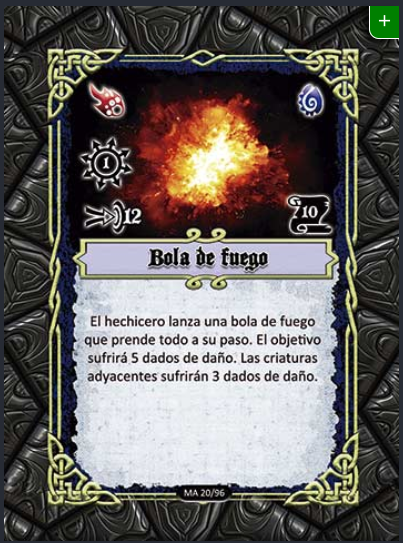 +
1
12
10
Bola de fuego
El hechicero lanza una bola de fuego
que prende todo a su paso. El objetivo
sufrirá 5 dados de daño. Las criaturas
adyacentes sufrirán 3 dados de daño.
MA 20/96